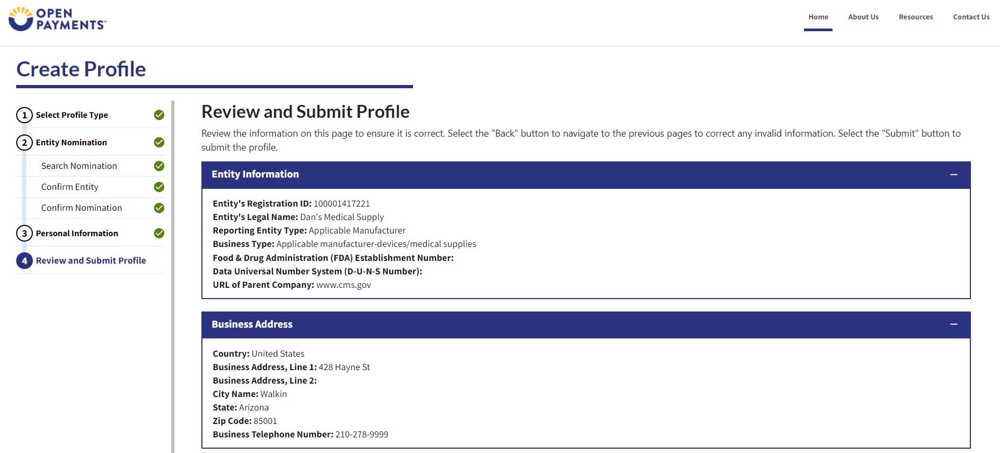 OPEN
PAYMENTS™
Home About Us Resources Contact Us
Create Profile
1 Select Profile Type
2 Entity Nomination
Search Nomination
Confirm Entity
Confirm Nomination
3 Personal Information
4 Review and Submit Profile
Review and Submit Profile
Review the information on this page to ensure it is correct. Select the "Back" button to navigate to the previous pages to correct any invalid information. Select the "Submit" button to
submit the profile.
Entity Information
Entity's Registration ID: 100001417221
Entity's Legal Name: Dan's Medical Supply
Reporting Entity Type: Applicable Manufacturer
Business Type: Applicable manufacturer-devices/medical supplies
Food & Drug Administration (FDA) Establishment Number:
Data Universal Number System (D-U-N-S Number):
URL of Parent Company: www.cms.gov
Business Address
Country: United States
Business Address, Line 1: 428 Hayne St
Business Address, Line 2:
City Name: Walkin
State: Arizona
Zip Code: 85001
Business Telephone Number: 210-278-9999